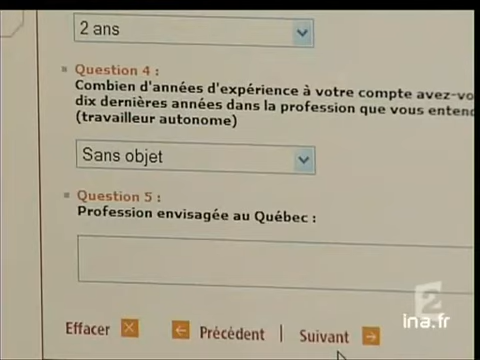 2 ans
Question 4 :
Combien d'années d'expérience à votre compte avez-vo
dix dernières années dans la profession que vous entend
(travailleur autonome)
Sans objet
Question 5 :
Profession envisagée au Québec :
2
ina.fr
Effacer Précédent | Suivant